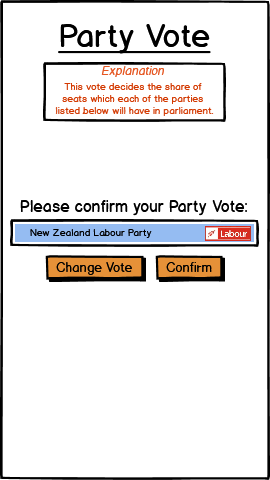 Party Vote
Explanation
This vote decides the share of
seats which each of the parties
listed below will have in parliament.
Please confirm your Party Vote:
New Zealand Labour Party Labour
Change Vote Confirm